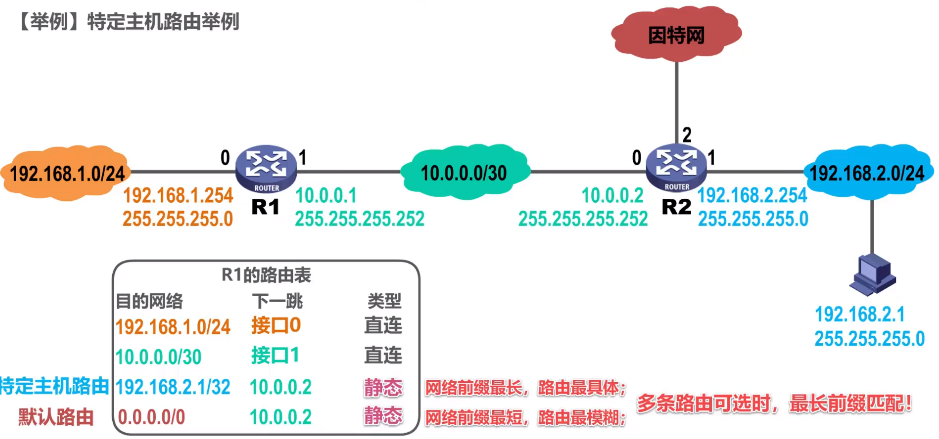 【举例】特定主机路由举例
因特网
2
0 1 0 1
192.168.1.0/24 10.0.0.0/30 192.168.2.0/24
ROUTER ROUTER
192.168.1.254 R1 10.0.0.1 10.0.0.2 R2 192.168.2.254
255.255.255.0 255.255.255.252 255.255.255.252 255.255.255.0
192.168.2.1
255.255.255.0
R1的路由表
目的网络 下一跳 类型
192.168.1.0/24 接口0 直连
10.0.0.0/30 接口1 直连
特定主机路由 192.168.2.1/32 10.0.0.2 静态 网络前缀最长，路由最具体；
默认路由 0.0.0.0/0 10.0.0.2 静态 网络前缀最短，路由最模糊；
多条路由可选时，最长前缀匹配！